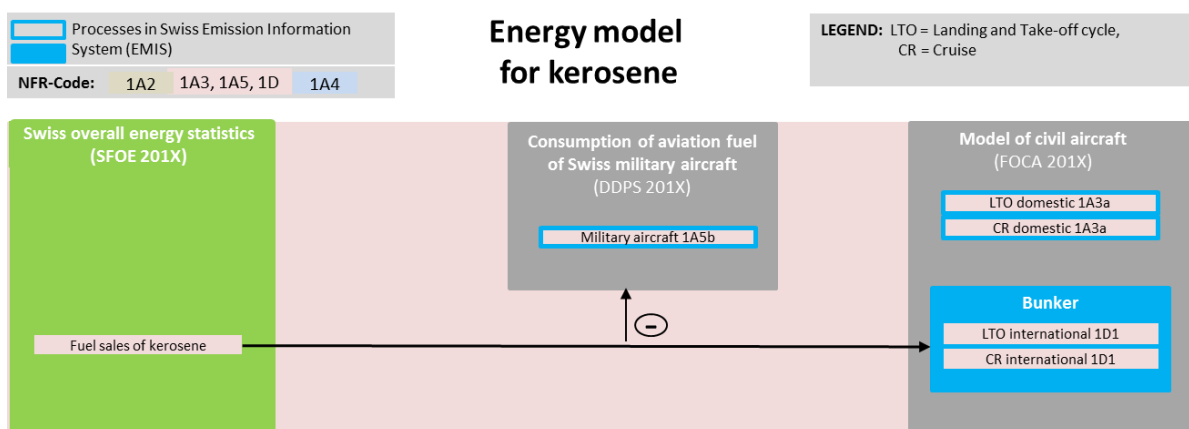 Processes in Swiss Emission Information
System (EMIS)
NFR-Code: 1A2 1A3, 1A5, 1D 1A4
Energy model
for kerosene
LEGEND: LTO = Landing and Take-off cycle,
CR = Cruise
Swiss overall energy statistics
(SFOE 201X)
Fuel sales of kerosene
Consumption of aviation fuel
of Swiss military aircraft
(DDPS 201X)
Military aircraft 1A5b
-
Model of civil aircraft
(FOCA 201X)
LTO domestic 1A3a
CR domestic 1A3a
Bunker
LTO international 1D1
CR international 1D1